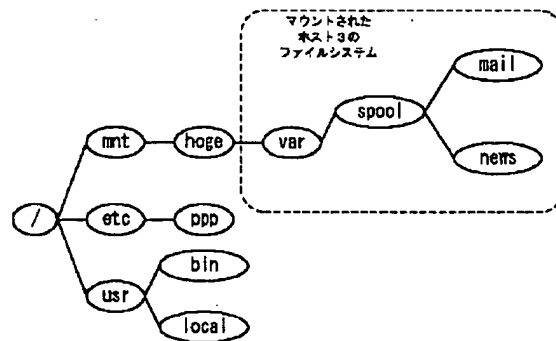 マウントされた
ホスト3の
ファイルシステム
mail
spool
mnt
hoge
var
news
/
etc
ppp
bin
usr
local